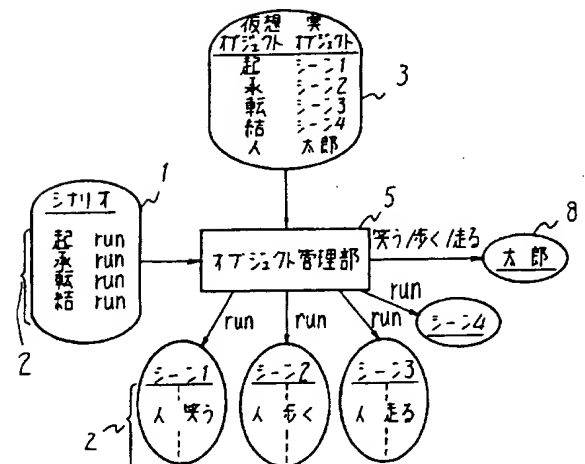 仮想 実
オブジェクト オブジェクト
起 シーン1
承 シーン2
転 シーン3
結 シーン4
人 太郎
3
1
シナリオ
起 run
承 run
転 run
結 run
2
5
オブジェクト管理部
笑う/歩く/走る
8
太郎
run
run
run
run
シーン4
シーン1
人 笑う
シーン2
人 歩く
シーン3
人 走る
2